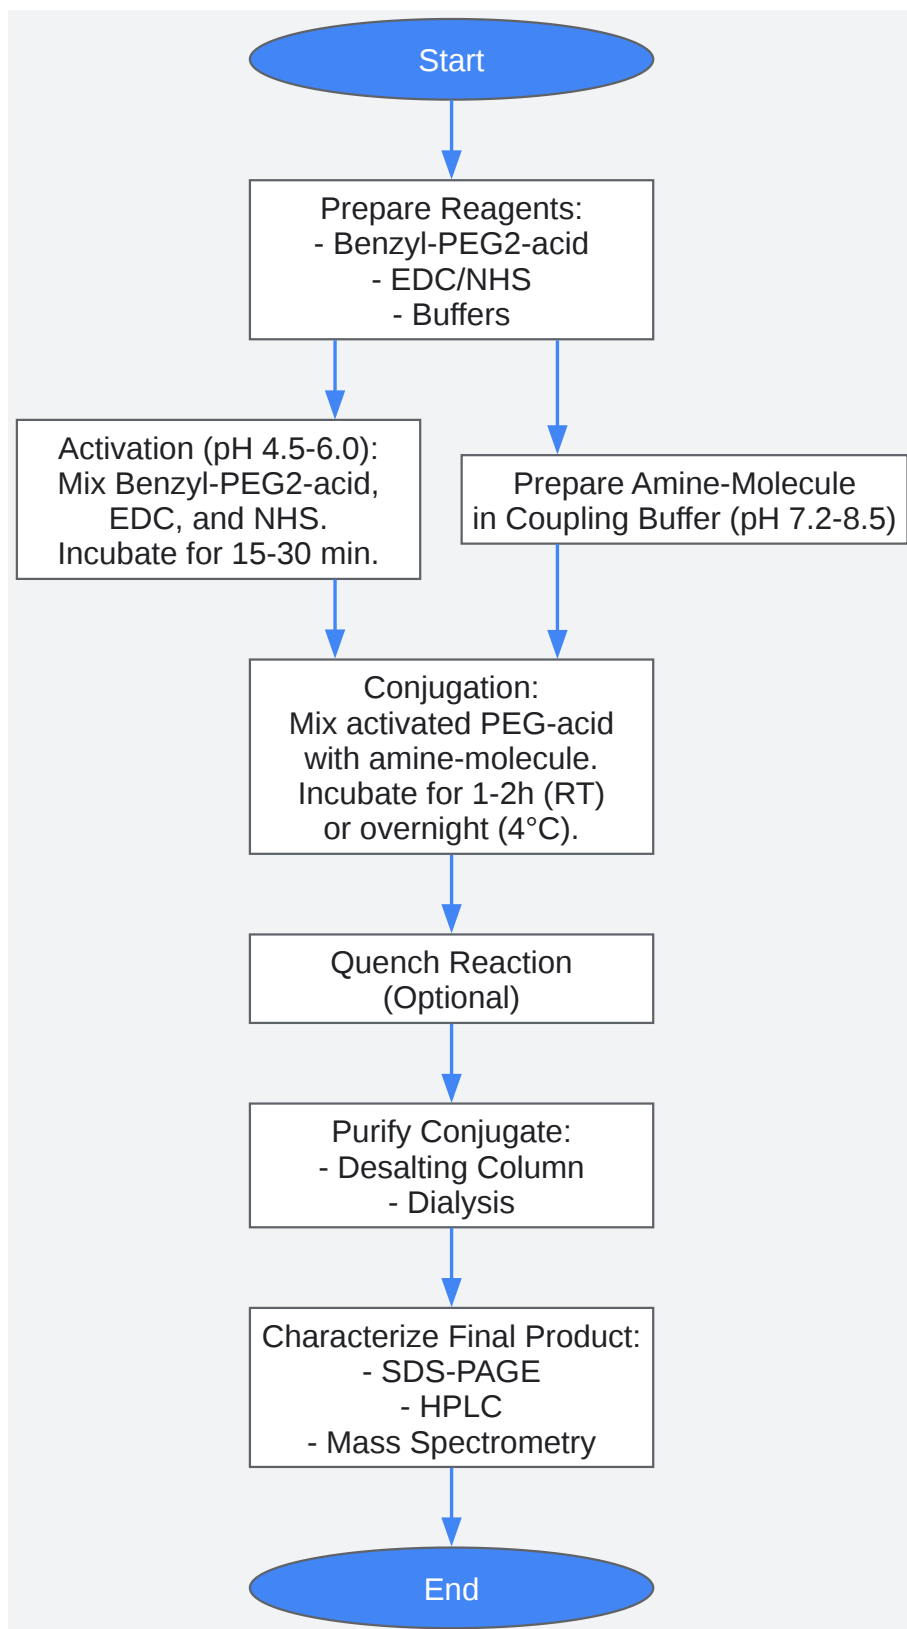 Start
Prepare Reagents:
- Benzyl-PEG2-acid
- EDC/NHS
- Buffers
Activation (pH 4.5-6.0):
Mix Benzyl-PEG2-acid,
EDC, and NHS.
Incubate for 15-30 min.
Prepare Amine-Molecule
in Coupling Buffer (pH 7.2-8.5)
Conjugation:
Mix activated PEG-acid
with amine-molecule.
Incubate for 1-2h (RT)
or overnight (4°C).
Quench Reaction
(Optional)
Purify Conjugate:
- Desalting Column
- Dialysis
Characterize Final Product:
- SDS-PAGE
- HPLC
- Mass Spectrometry
End